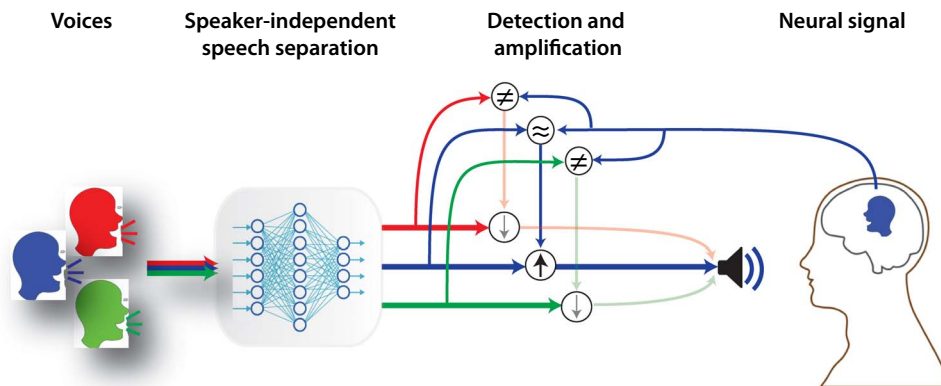 Voices
Speaker-independent
speech separation
Detection and
amplification
Neural signal
≠
≈
≠
↓
↑
↓